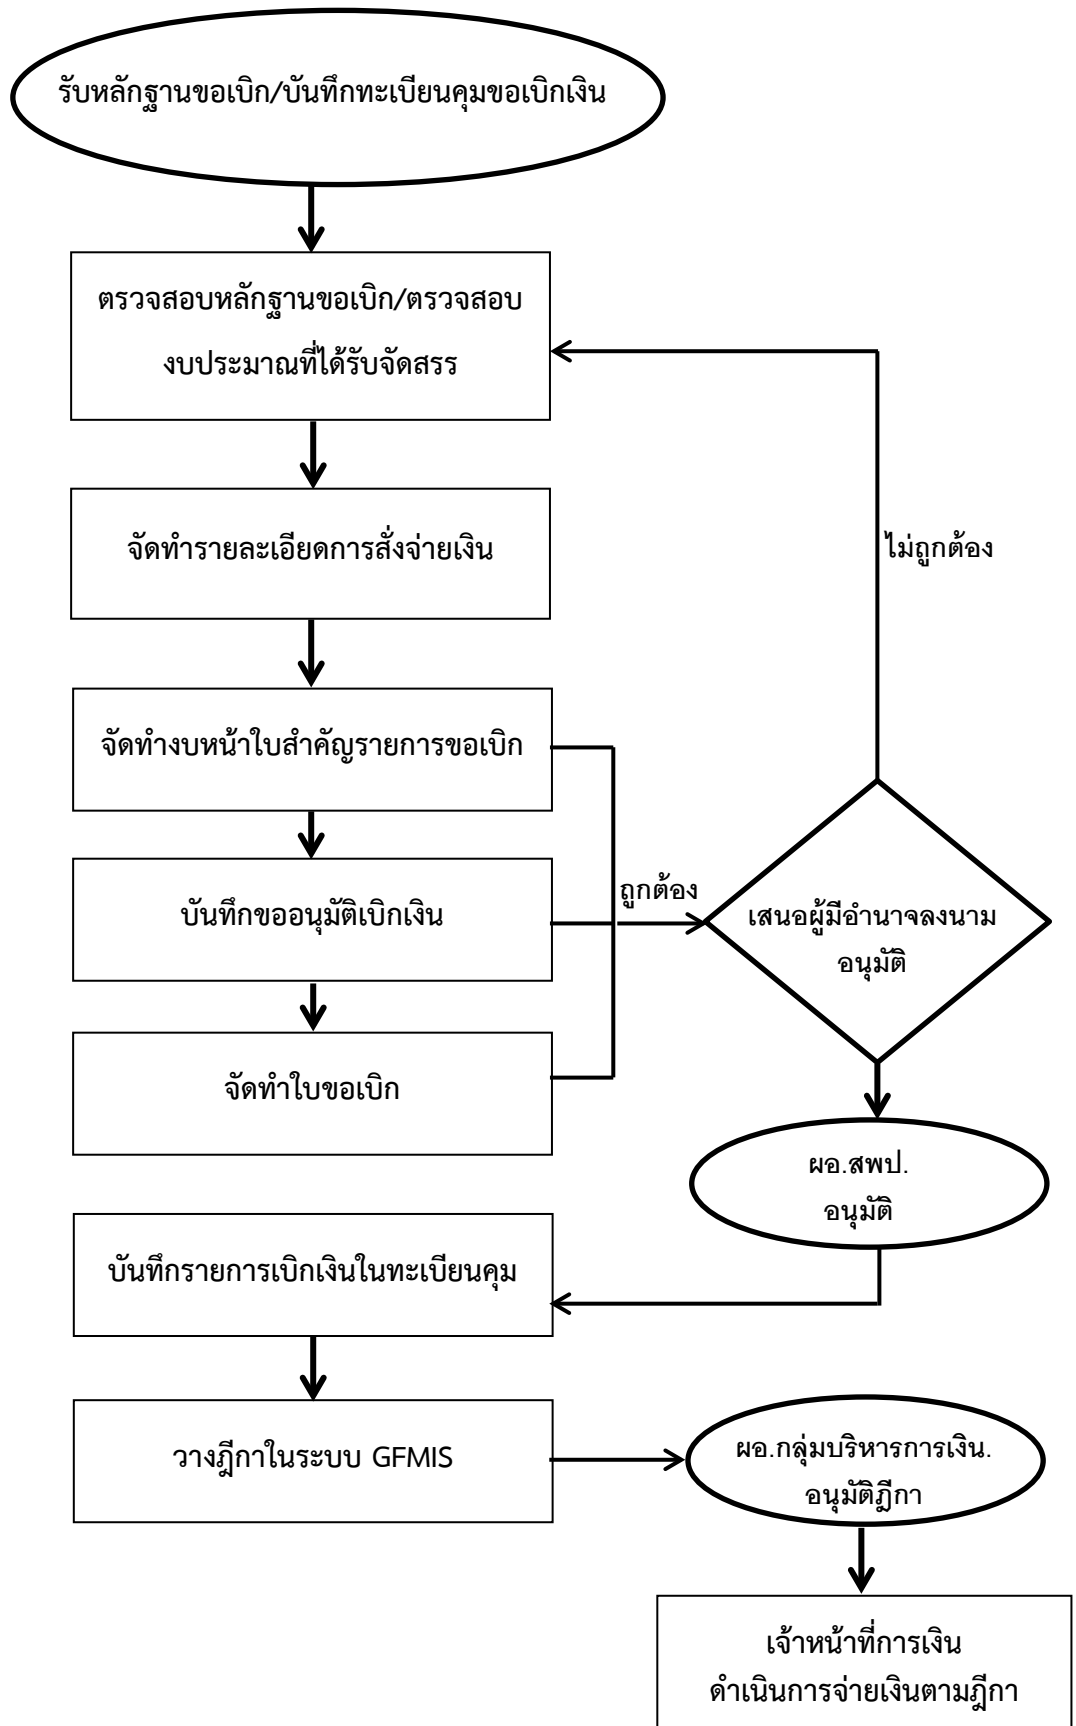 รับหลักฐานขอเบิก/บันทึกทะเบียนคุมขอเบิกเงิน
ตรวจสอบหลักฐานขอเบิก/ตรวจสอบ
งบประมาณที่ได้รับจัดสรร
จัดทำรายละเอียดการสั่งจ่ายเงิน
ไม่ถูกต้อง
จัดทำงบหน้าใบสำคัญรายการขอเบิก
ถูกต้อง
บันทึกขออนุมัติเบิกเงิน
เสนอผู้มีอำนาจลงนาม
อนุมัติ
จัดทำใบขอเบิก
ผอ.สพป.
อนุมัติ
บันทึกรายการเบิกเงินในทะเบียนคุม
วางฎีกาในระบบ GFMIS
ผอ.กลุ่มบริหารการเงิน.
อนุมัติฎีกา
เจ้าหน้าที่การเงิน
ดำเนินการจ่ายเงินตามฎีกา